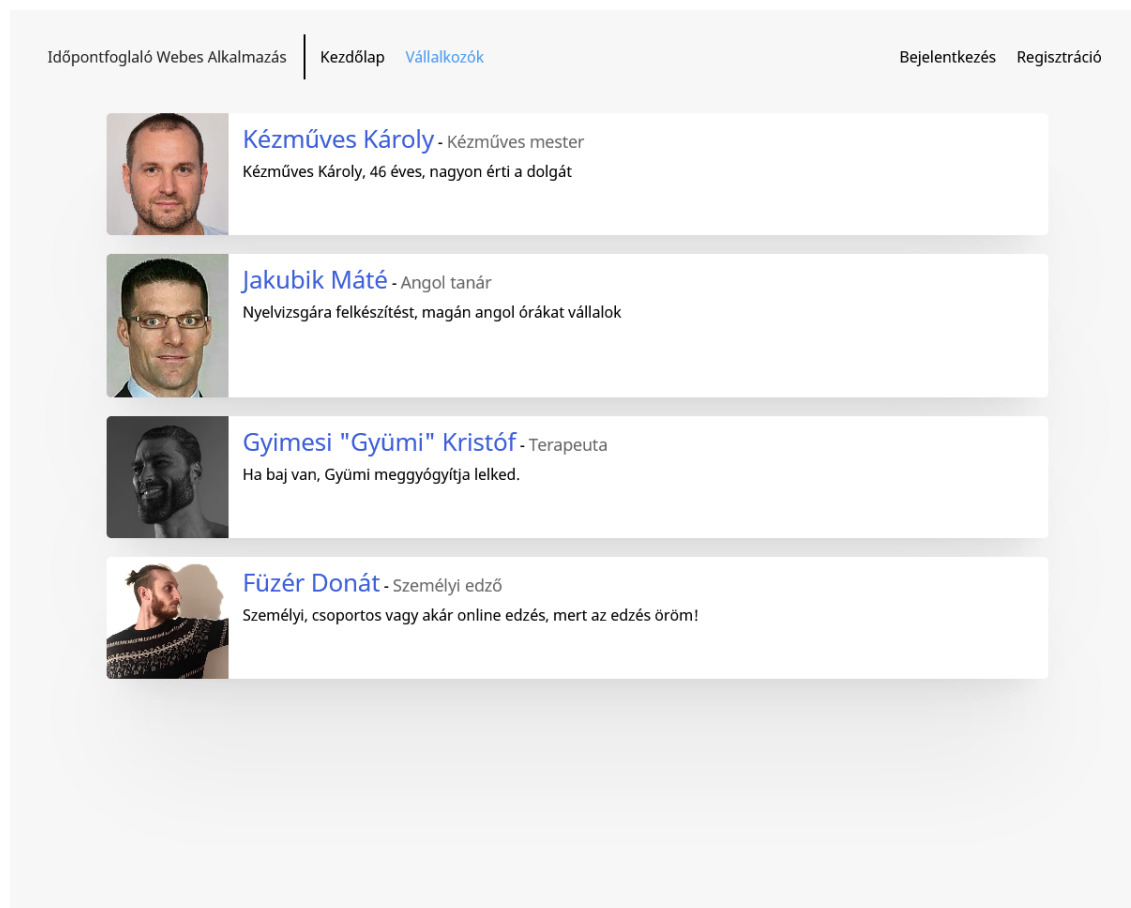 Időpontfoglaló Webes Alkalmazás Kezdőlap Vállalkozók Bejelentkezés Regisztráció
Kézműves Károly - Kézműves mester
Kézműves Károly, 46 éves, nagyon érti a dolgát
Jakubik Máté - Angol tanár
Nyelvizsgára felkészítést, magán angol órákat vállalok
Gyimesi "Gyümi" Kristóf - Terapeuta
Ha baj van, Gyümi meggyógyítja lelked.
Füzér Donát - Személyi edző
Személyi, csoportos vagy akár online edzés, mert az edzés öröm!